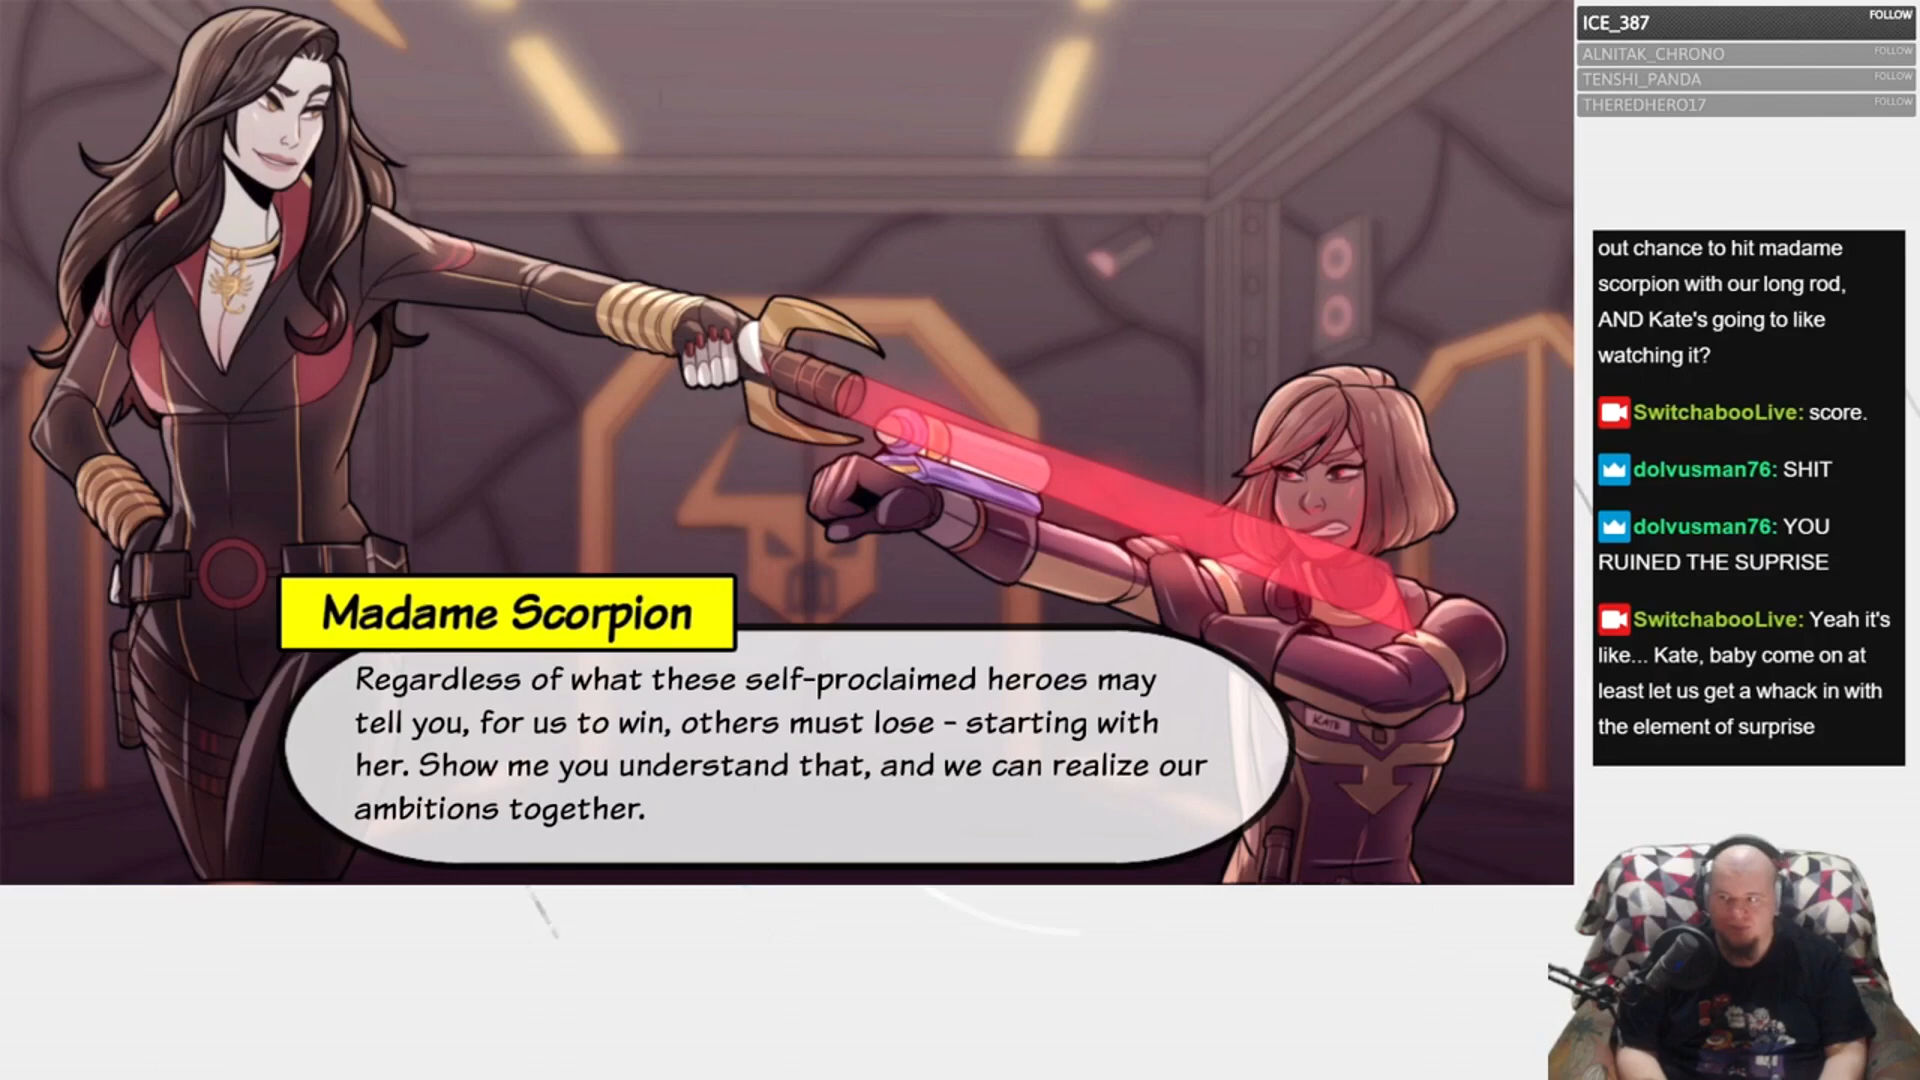 ICE_387
FOLLOW
ALNITAK_CHRONO
FOLLOW
TENSHI_PANDA
FOLLOW
THEREDHERO17
FOLLOW
out chance to hit madame
scorpion with our long rod,
AND Kate's going to like
watching it?
SwitchabooLive: score.
dolvusman76: SHIT
dolvusman76: YOU
RUINED THE SUPRISE
SwitchabooLive: Yeah it's
like... Kate, baby come on at
least let us get a whack in with
the element of surprise
Madame Scorpion
Regardless of what these self-proclaimed heroes may
tell you, for us to win, others must lose - starting with
her. Show me you understand that, and we can realize our
ambitions together.
KATE